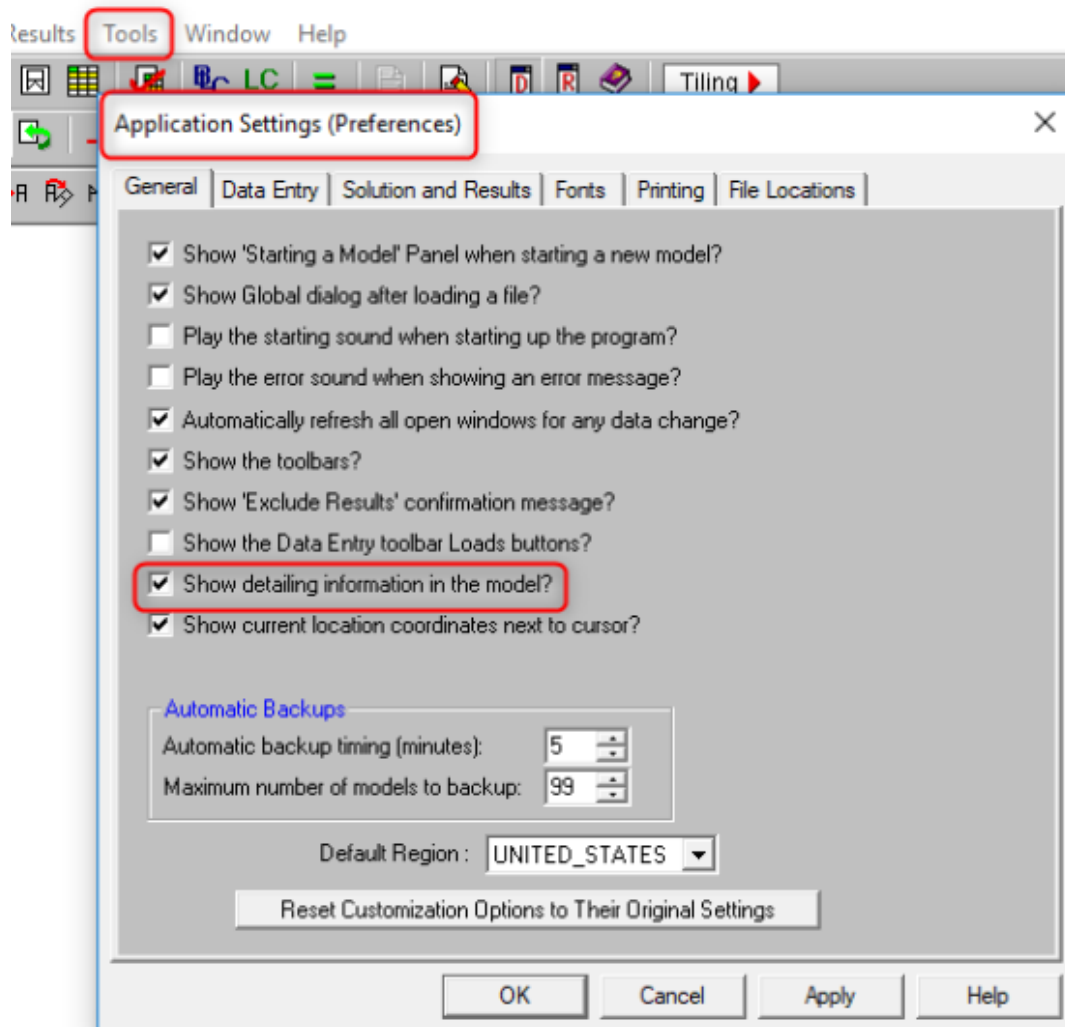 Results Tools Window Help
LC = D R Tiling
Application Settings (Preferences)
General Data Entry Solution and Results Fonts Printing File Locations
Show 'Starting a Model' Panel when starting a new model?
Show Global dialog after loading a file?
Play the starting sound when starting up the program?
Play the error sound when showing an error message?
Automatically refresh all open windows for any data change?
Show the toolbars?
Show 'Exclude Results' confirmation message?
Show the Data Entry toolbar Loads buttons?
Show detailing information in the model?
Show current location coordinates next to cursor?
Automatic Backups
Automatic backup timing (minutes): 5
Maximum number of models to backup: 99
Default Region : UNITED_STATES
Reset Customization Options to Their Original Settings
OK Cancel Apply Help